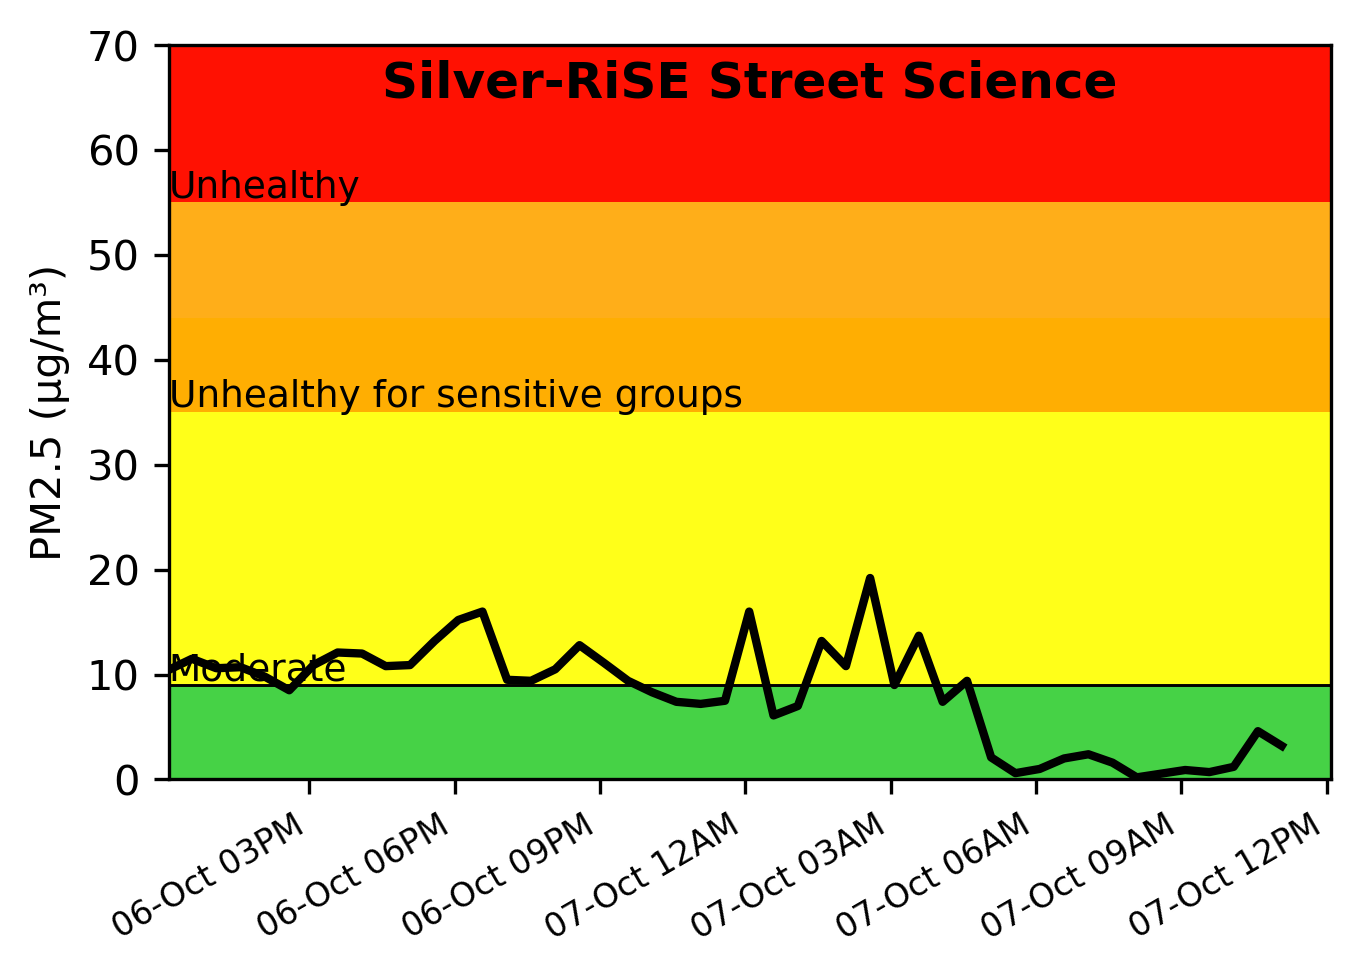 Silver-RiSE Street Science
70
60
Unhealthy
50
40
Unhealthy for sensitive groups
30
20
Moderate
10
0
PM2.5 (µg/m³)
06-Oct 03PM
06-Oct 06PM
06-Oct 09PM
07-Oct 12AM
07-Oct 03AM
07-Oct 06AM
07-Oct 09AM
07-Oct 12PM